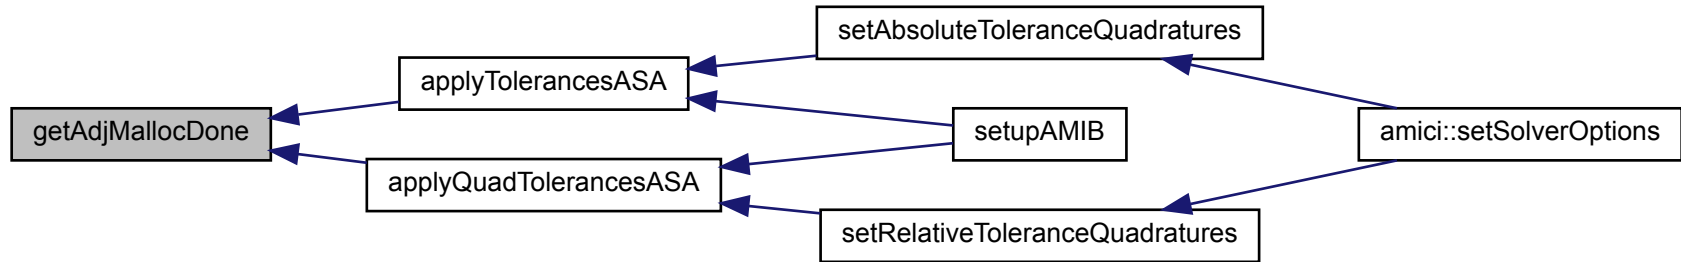 getAdjMallocDone
applyTolerancesASA
applyQuadTolerancesASA
setAbsoluteToleranceQuadratures
setupAMIB
setRelativeToleranceQuadratures
amici::setSolverOptions